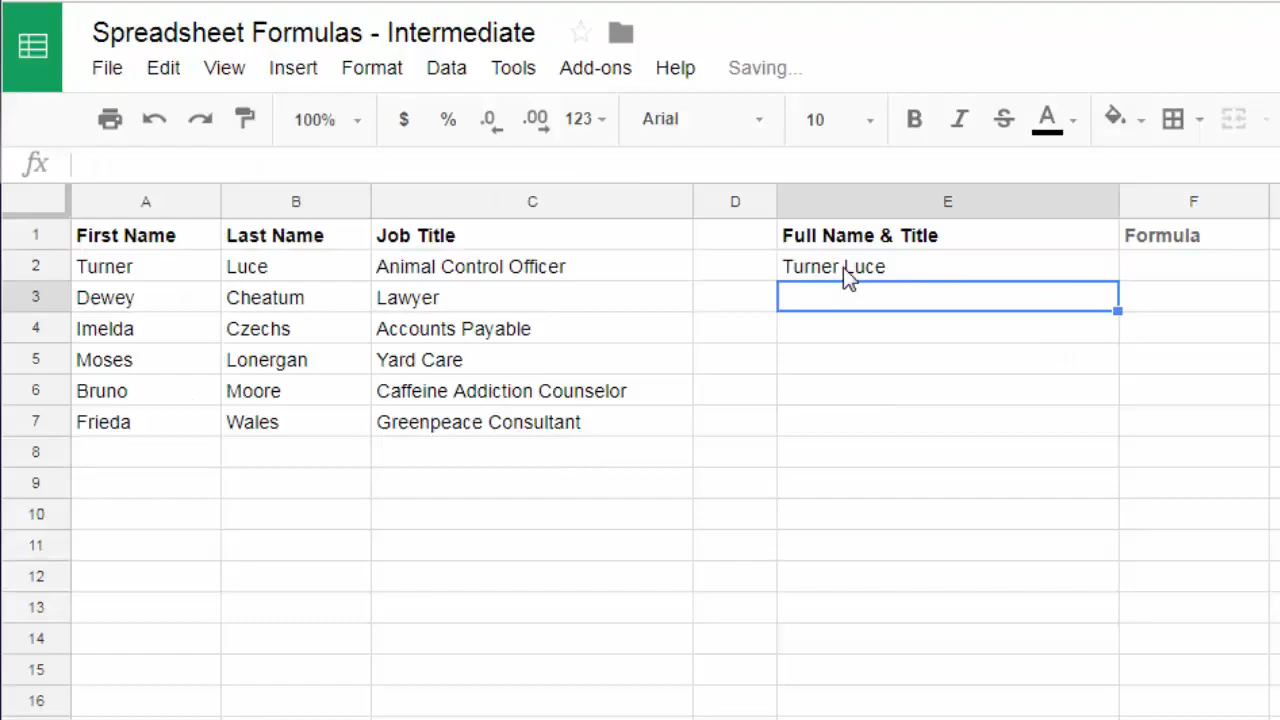 Spreadsheet Formulas - Intermediate
File Edit View Insert Format Data Tools Add-ons Help Saving...
100% $ % .0 .00 123 Arial 10 B I S A
fx
A B C D E F
1 First Name Last Name Job Title Full Name & Title Formula
2 Turner Luce Animal Control Officer Turner Luce
3 Dewey Cheatum Lawyer
4 Imelda Czechs Accounts Payable
5 Moses Lonergan Yard Care
6 Bruno Moore Caffeine Addiction Counselor
7 Frieda Wales Greenpeace Consultant
8
9
10
11
12
13
14
15
16